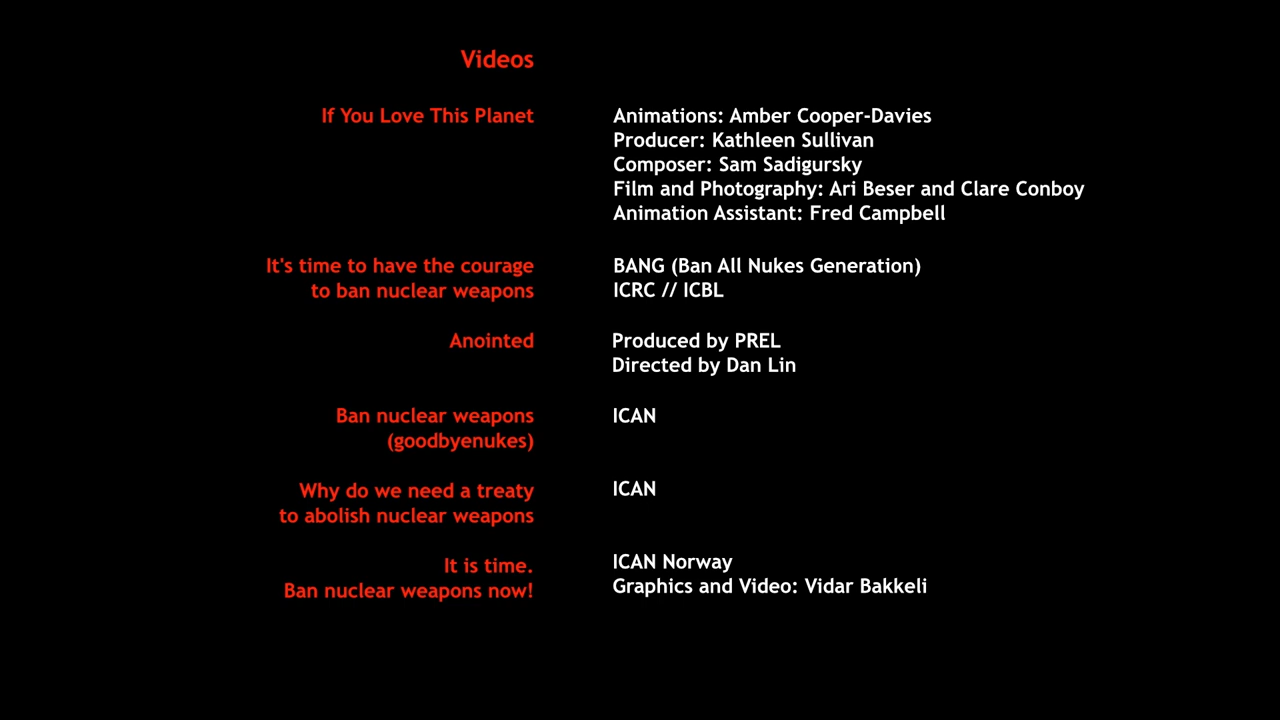 Videos
If You Love This Planet
Animations: Amber Cooper-Davies
Producer: Kathleen Sullivan
Composer: Sam Sadigursky
Film and Photography: Ari Beser and Clare Conboy
Animation Assistant: Fred Campbell
It's time to have the courage
to ban nuclear weapons
BANG (Ban All Nukes Generation)
ICRC // ICBL
Anointed
Produced by PREL
Directed by Dan Lin
Ban nuclear weapons
(goodbyenukes)
ICAN
Why do we need a treaty
to abolish nuclear weapons
ICAN
It is time.
Ban nuclear weapons now!
ICAN Norway
Graphics and Video: Vidar Bakkeli